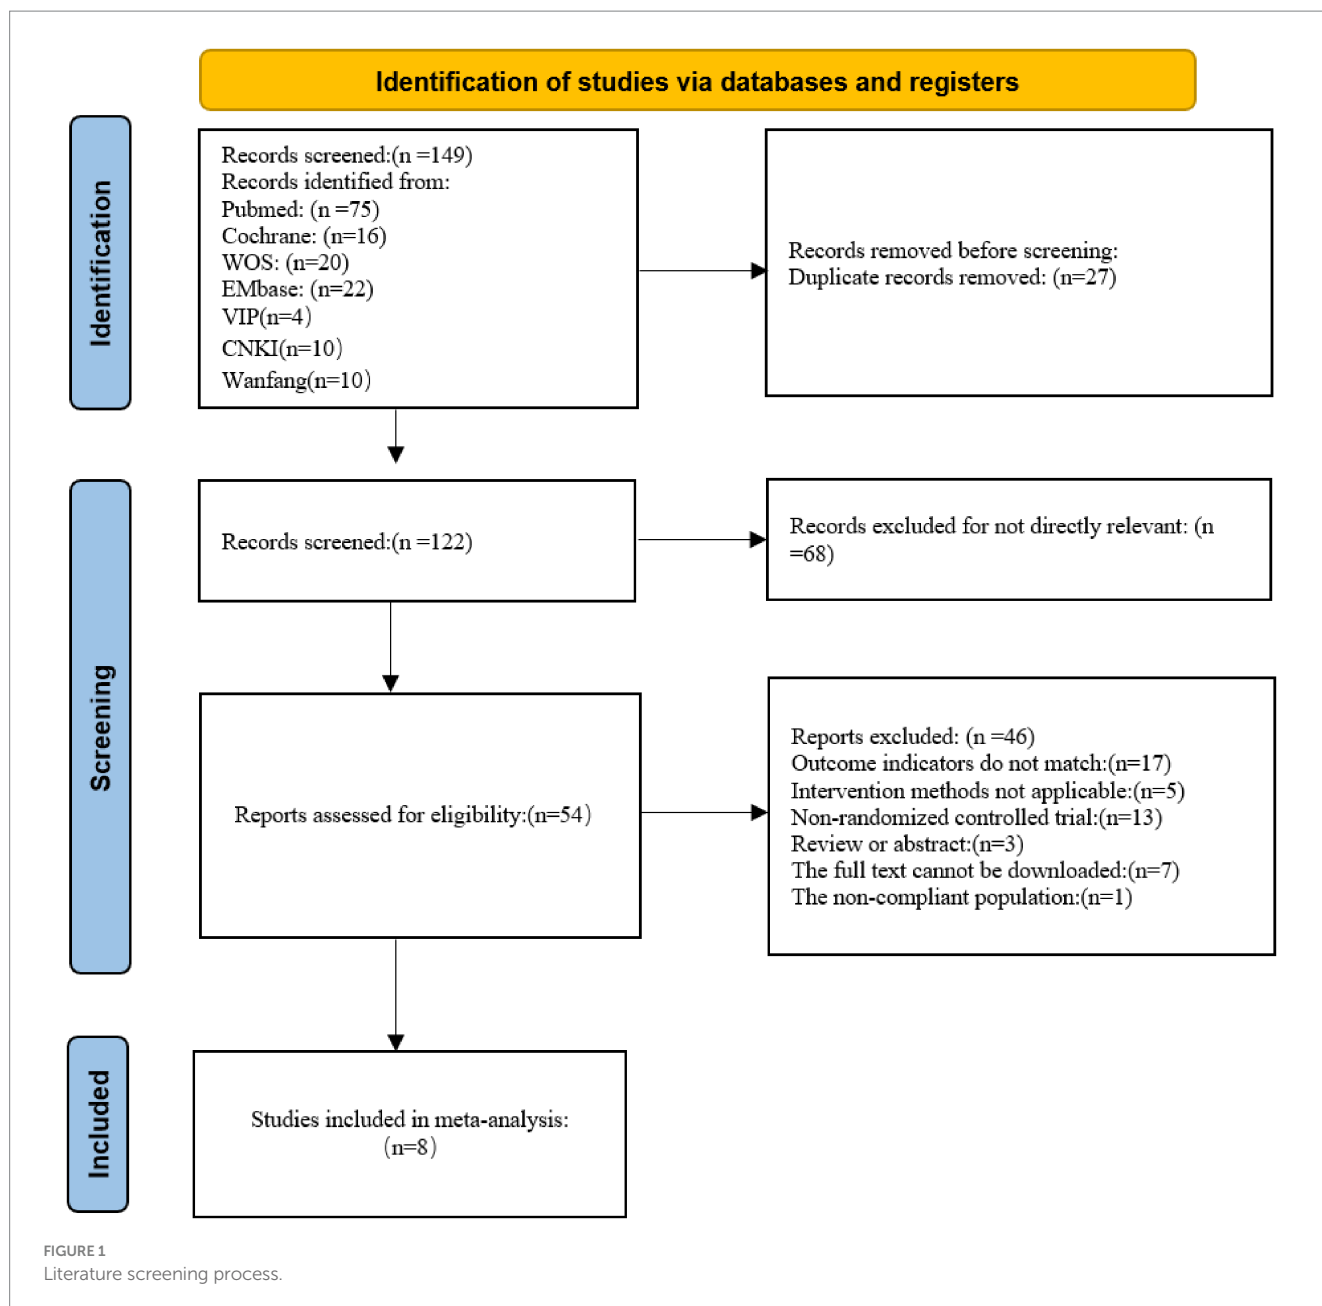 Identification of studies via databases and registers
Identification
Records screened:(n =149)
Records identified from:
Pubmed: (n =75)
Cochrane: (n=16)
WOS: (n=20)
EMbase: (n=22)
VIP(n=4)
CNKI(n=10)
Wanfang(n=10)
Records removed before screening:
Duplicate records removed: (n=27)
Screening
Records screened:(n =122)
Records excluded for not directly relevant: (n
=68)
Reports assessed for eligibility:(n=54)
Reports excluded: (n =46)
Outcome indicators do not match:(n=17)
Intervention methods not applicable:(n=5)
Non-randomized controlled trial:(n=13)
Review or abstract:(n=3)
The full text cannot be downloaded:(n=7)
The non-compliant population:(n=1)
Included
Studies included in meta-analysis:
(n=8)
FIGURE 1
Literature screening process.